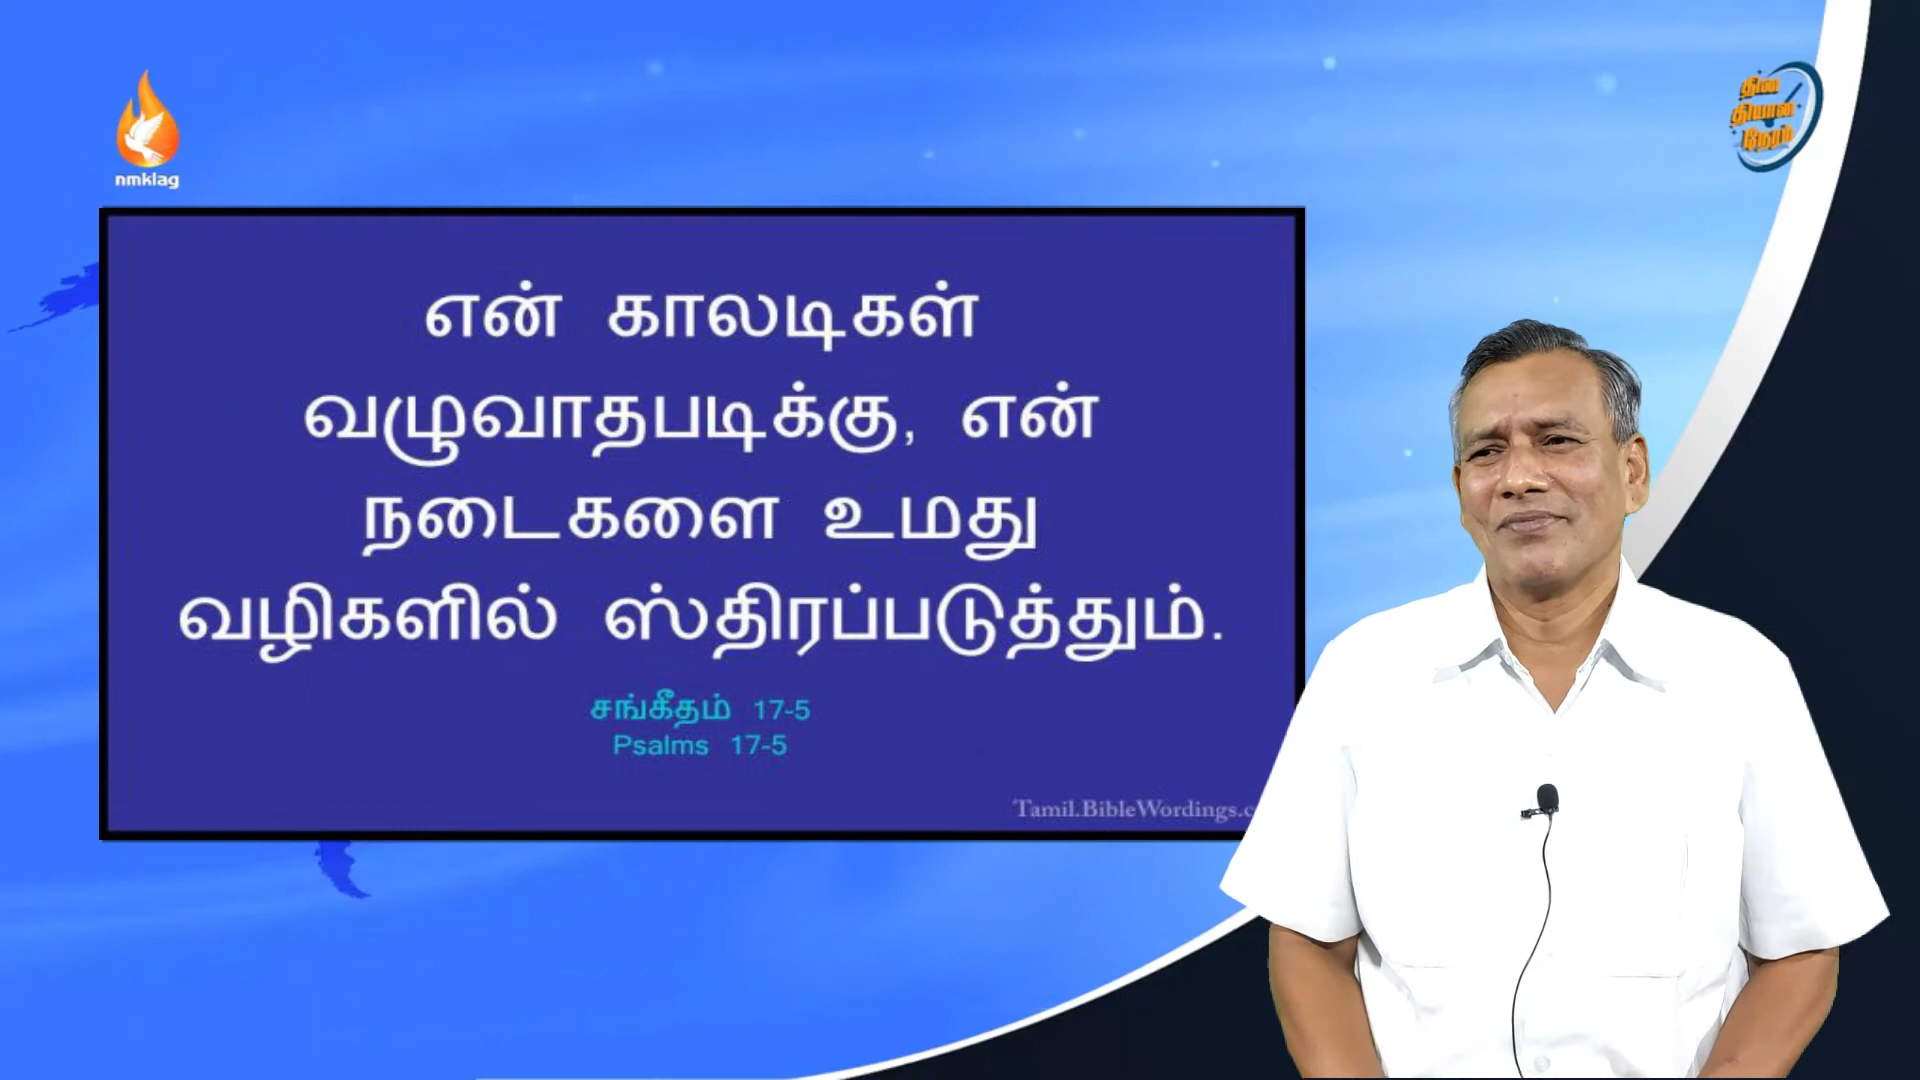 nmklag
தின
தியான
நேரம்
என் காலடிகள்
வழுவாதபடிக்கு, என்
நடைகளை உமது
வழிகளில் ஸ்திரப்படுத்தும்.
சங்கீதம் 17-5
Psalms 17-5
Tamil.BibleWordings.c